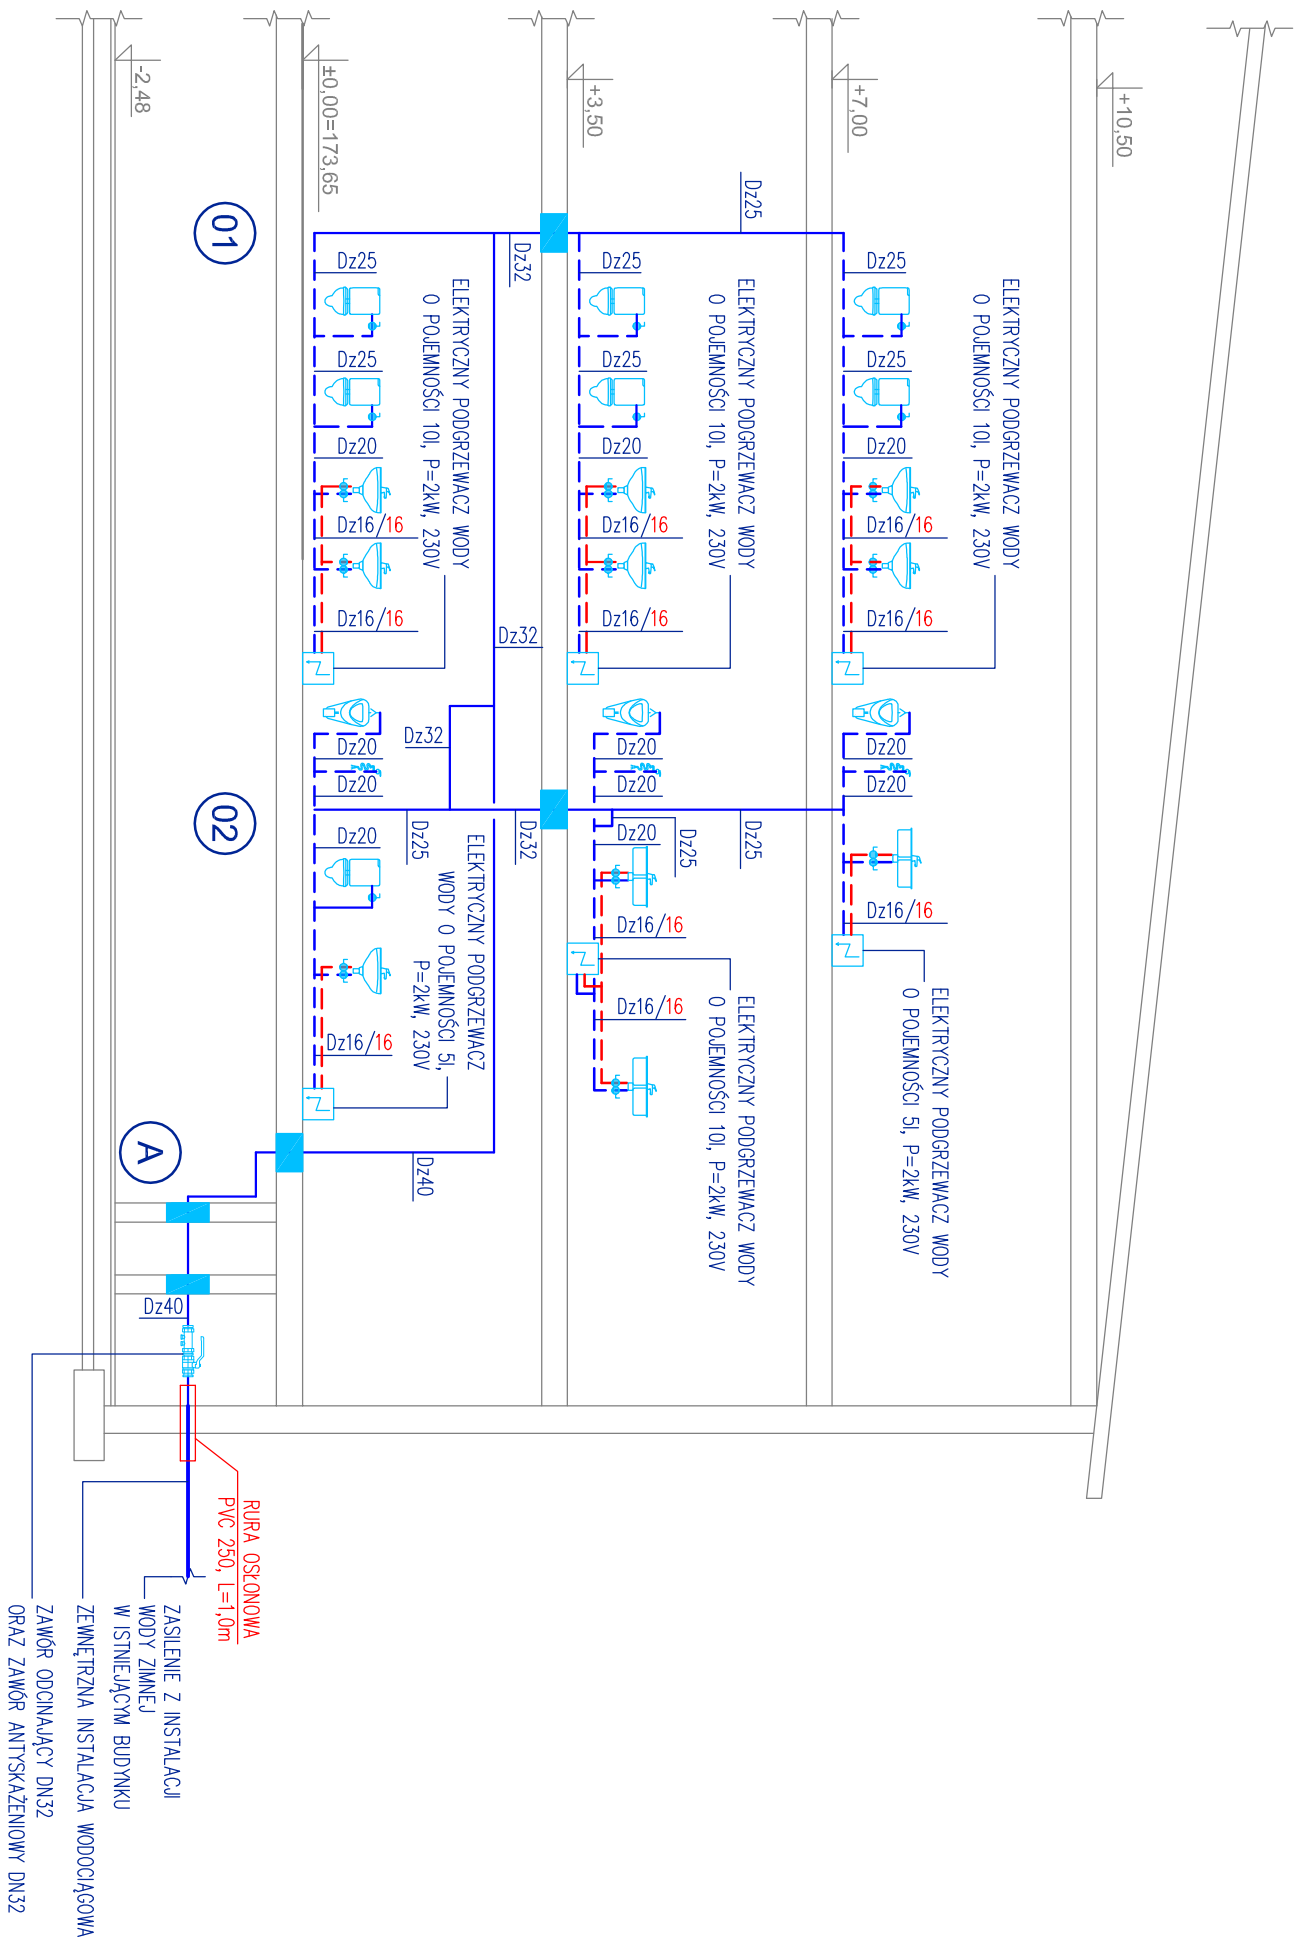 +10,50
+7,00
+3,50
±0,00=173,65
-2,48
ELEKTRYCZNY PODGRZEWACZ WODY
O POJEMNOŚCI 10l, P=2kW, 230V
Dz25
Dz25
Dz25
Dz20
Dz16/16
Dz16/16
Dz20
Dz20
Dz16/16
ELEKTRYCZNY PODGRZEWACZ WODY
O POJEMNOŚCI 5l, P=2kW, 230V
Dz25
ELEKTRYCZNY PODGRZEWACZ WODY
O POJEMNOŚCI 10l, P=2kW, 230V
Dz25
Dz25
Dz20
Dz16/16
Dz16/16
Dz20
Dz20
Dz25
Dz20
Dz16/16
Dz16/16
ELEKTRYCZNY PODGRZEWACZ WODY
O POJEMNOŚCI 10l, P=2kW, 230V
Dz32
Dz32
Dz32
Dz32
Dz25
ELEKTRYCZNY PODGRZEWACZ WODY
O POJEMNOŚCI 10l, P=2kW, 230V
Dz25
Dz25
Dz20
Dz16/16
Dz16/16
Dz20
Dz20
Dz20
Dz16/16
ELEKTRYCZNY PODGRZEWACZ
WODY O POJEMNOŚCI 5l,
P=2kW, 230V
Dz40
01
02
A
Dz40
RURA OSŁONOWA
PVC 250, L=1,0m
ZASILENIE Z INSTALACJI
WODY ZIMNEJ
W ISTNIEJĄCYM BUDYNKU
ZEWNĘTRZNA INSTALACJA WODOCIĄGOWA
ZAWÓR ODCINAJĄCY DN32
ORAZ ZAWÓR ANTYSKAŻENIOWY DN32